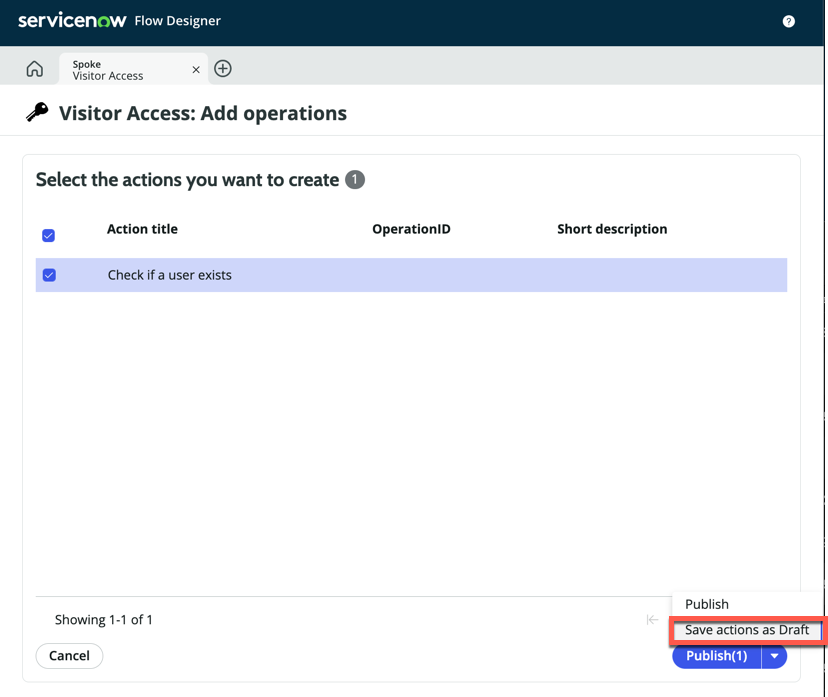 servicenow Flow Designer
?
Spoke
Visitor Access
Visitor Access: Add operations
Select the actions you want to create 1
Action title OperationID Short description
Check if a user exists
Showing 1-1 of 1
Publish
Save actions as Draft
Cancel
Publish(1)